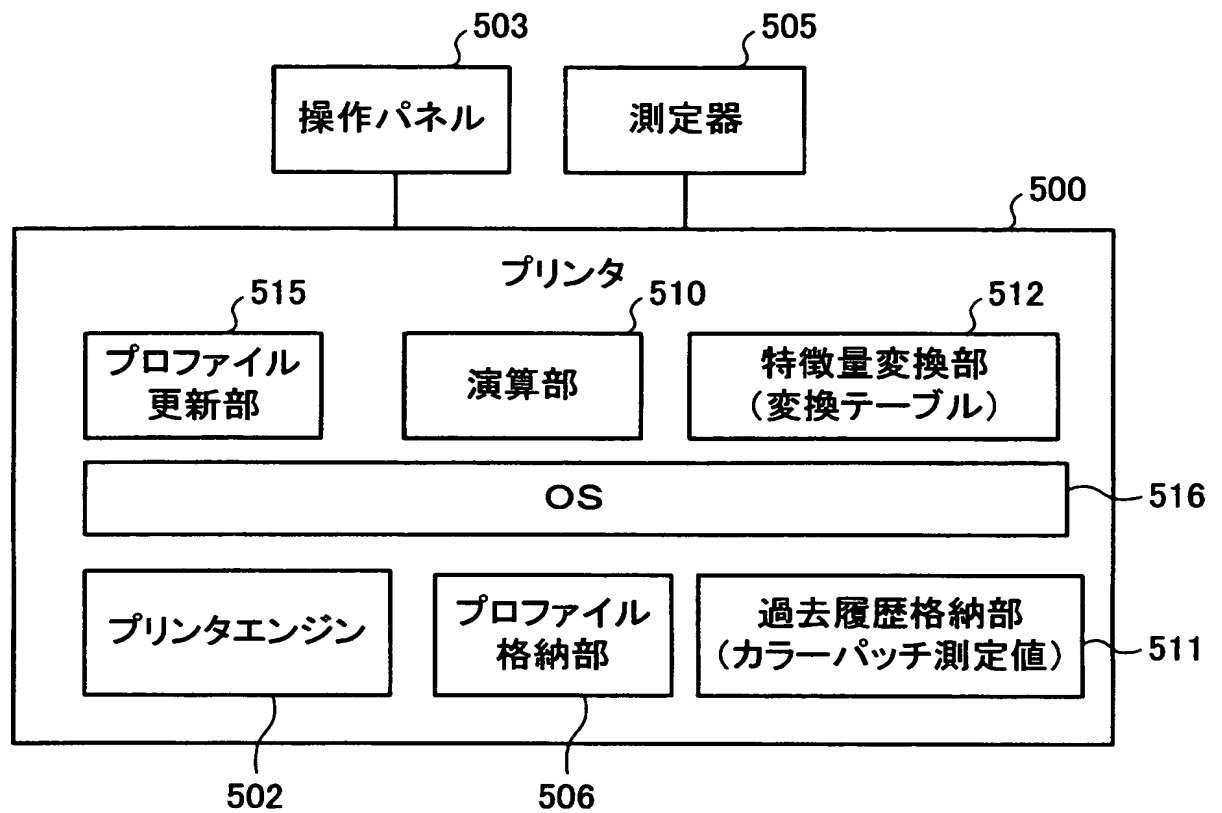 503
505
操作パネル
測定器
500
プリンタ
515
510
512
プロファイル
更新部
演算部
特徴量変換部
(変換テーブル)
OS
516
プリンタエンジン
プロファイル
格納部
過去履歴格納部
(カラーパッチ測定値)
511
502
506